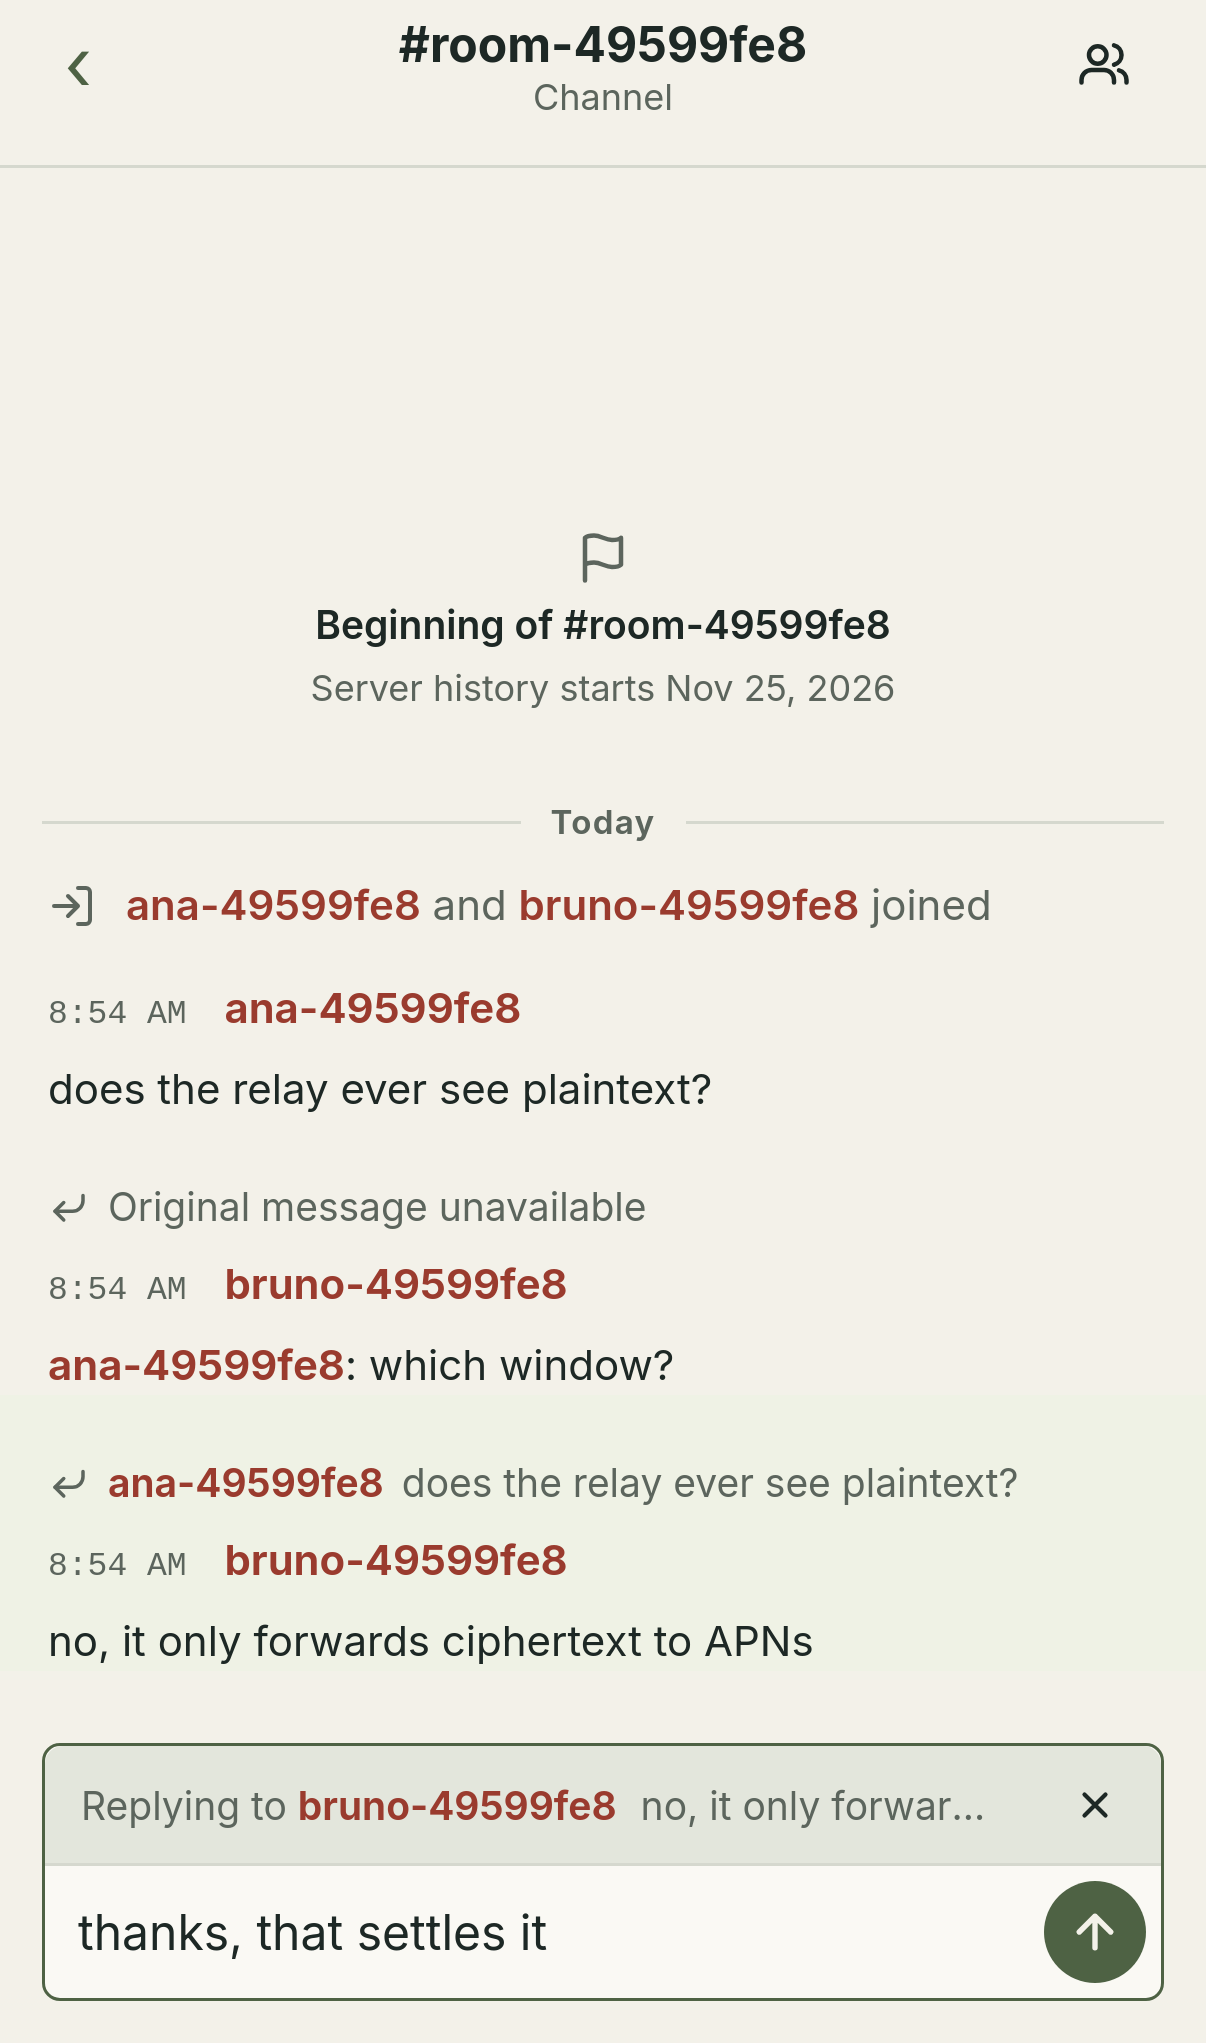 #room-49599fe8
Channel
Beginning of #room-49599fe8
Server history starts Nov 25, 2026
Today
ana-49599fe8 and bruno-49599fe8 joined
8:54 AM ana-49599fe8
does the relay ever see plaintext?
Original message unavailable
8:54 AM bruno-49599fe8
ana-49599fe8: which window?
ana-49599fe8 does the relay ever see plaintext?
8:54 AM bruno-49599fe8
no, it only forwards ciphertext to APNs
Replying to bruno-49599fe8 no, it only forwar...
thanks, that settles it